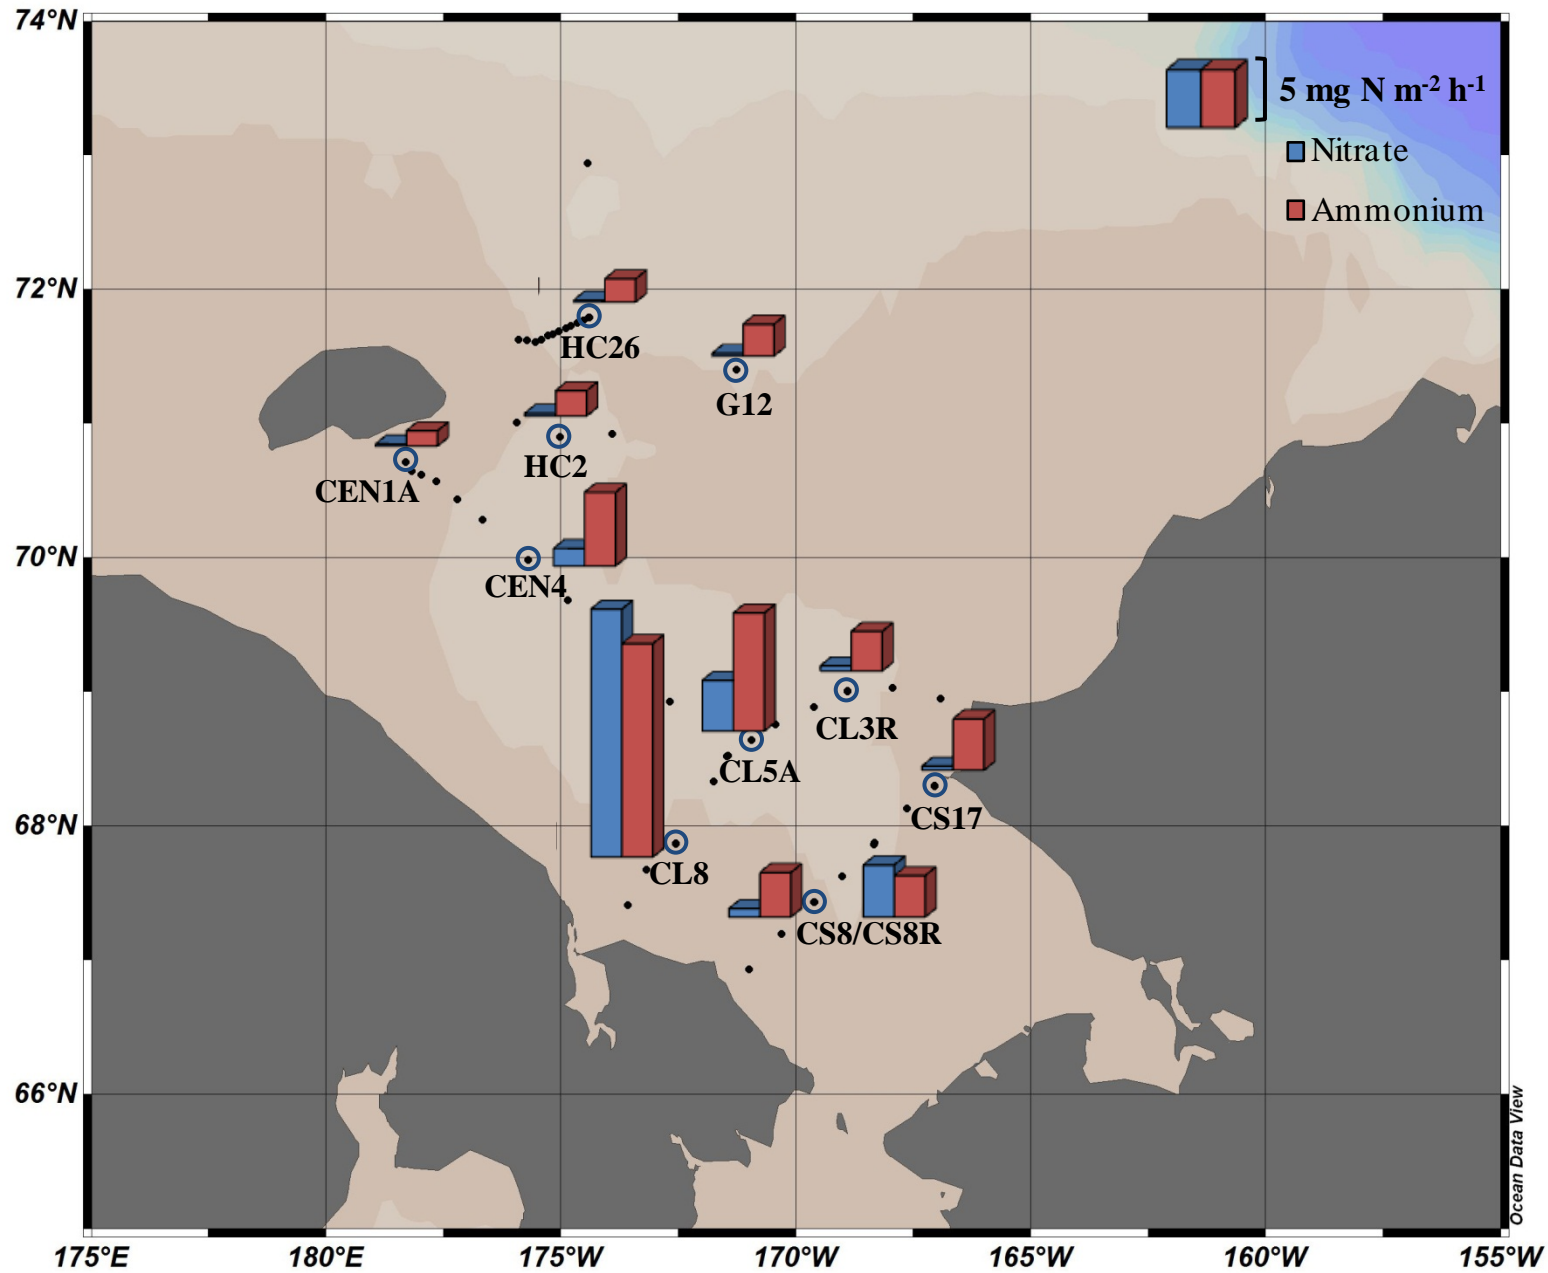 74°N
5 mg N m-2 h-1
Nitrate
Ammonium
72°N
HC26
G12
HC2
CEN1A
70°N
CEN4
CL3R
CL5A
CS17
68°N
CL8
CS8/CS8R
66°N
Ocean Data View
175°E 180°E 175°W 170°W 165°W 160°W 155°W